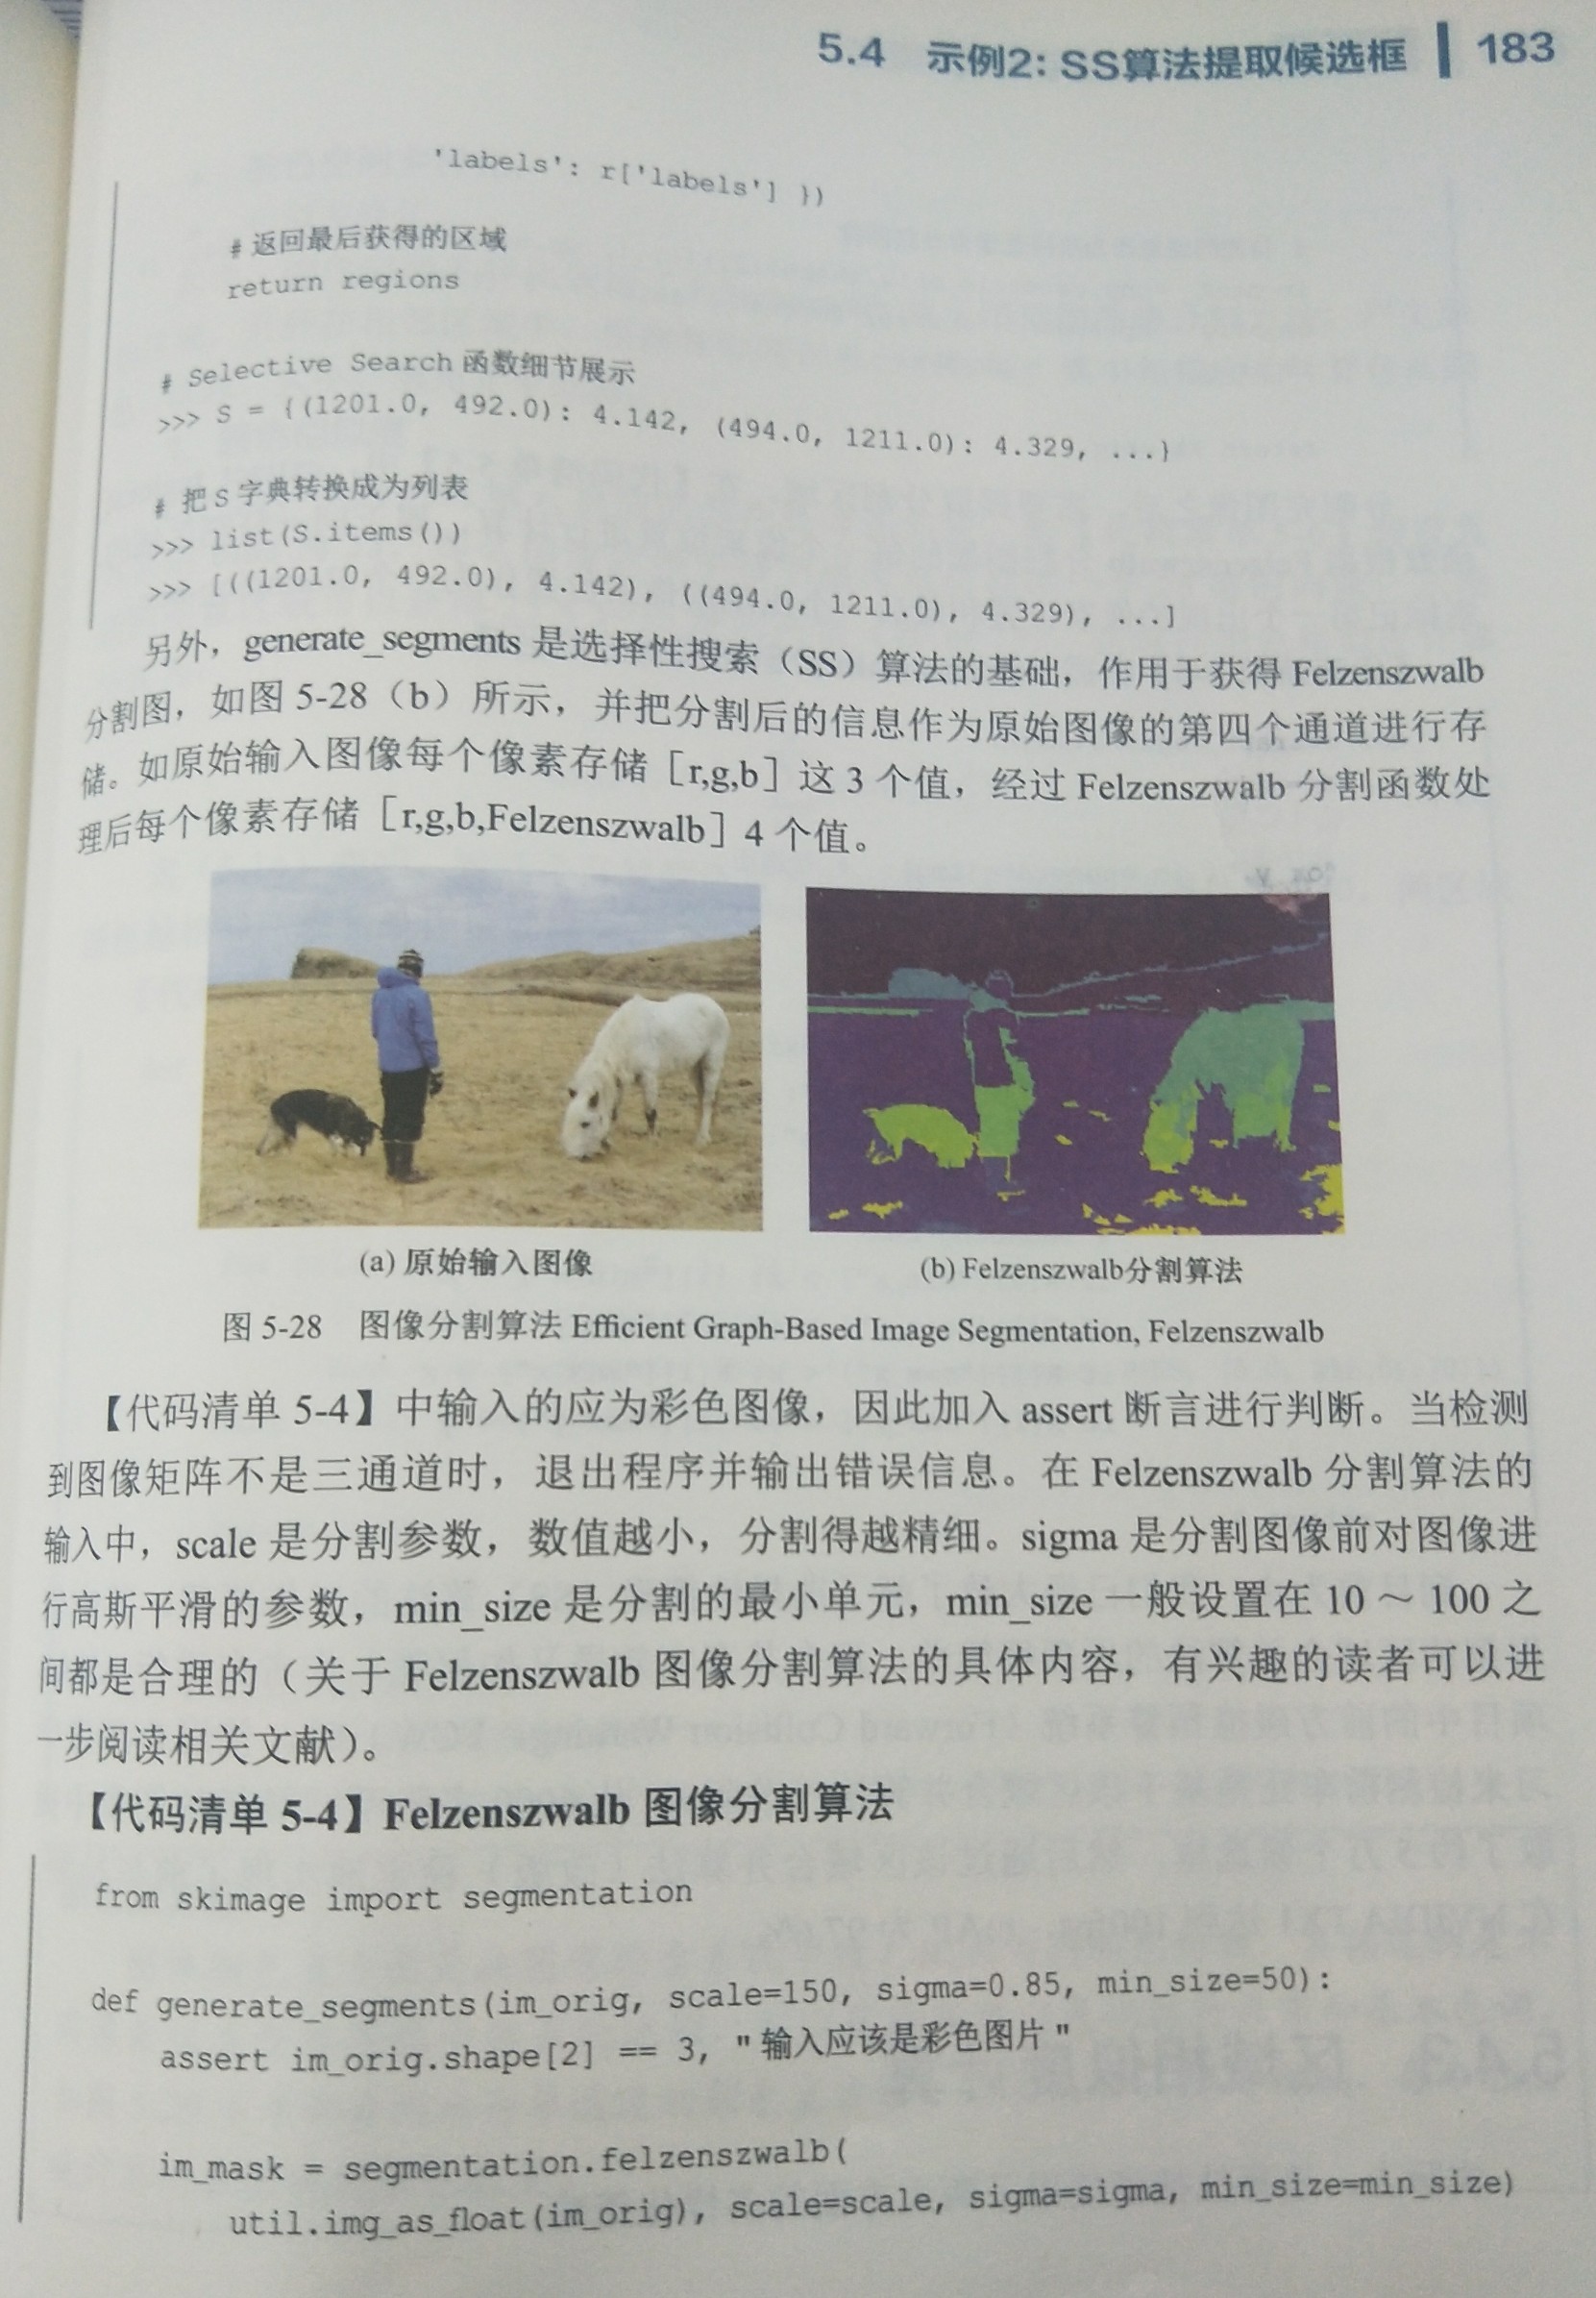 5.4 示例2: SS算法提取候选框 183
'labels': r['labels'] })
# 返回最后获得的区域
return regions
# Selective Search 函数细节展示
>>> S = {(1201.0, 492.0): 4.142, (494.0, 1211.0): 4.329, ...}
# 把 S 字典转换成为列表
>>> list(S.items())
>>> [((1201.0, 492.0), 4.142), ((494.0, 1211.0), 4.329), ...]
另外，generate_segments 是选择性搜索（SS）算法的基础，作用于获得 Felzenszwalb
分割图，如图 5-28（b）所示，并把分割后的信息作为原始图像的第四个通道进行存
储。如原始输入图像每个像素存储［r,g,b］这 3 个值，经过 Felzenszwalb 分割函数处
理后每个像素存储［r,g,b,Felzenszwalb］4 个值。
(a) 原始输入图像
(b) Felzenszwalb分割算法
图 5-28 图像分割算法 Efficient Graph-Based Image Segmentation, Felzenszwalb
【代码清单 5-4】中输入的应为彩色图像，因此加入 assert 断言进行判断。当检测
到图像矩阵不是三通道时，退出程序并输出错误信息。在 Felzenszwalb 分割算法的
输入中，scale 是分割参数，数值越小，分割得越精细。sigma 是分割图像前对图像进
行高斯平滑的参数，min_size 是分割的最小单元，min_size 一般设置在 10～100 之
间都是合理的（关于 Felzenszwalb 图像分割算法的具体内容，有兴趣的读者可以进
一步阅读相关文献）。
【代码清单 5-4】Felzenszwalb 图像分割算法
from skimage import segmentation
def generate_segments(im_orig, scale=150, sigma=0.85, min_size=50):
assert im_orig.shape[2] == 3, "输入应该是彩色图片"
im_mask = segmentation.felzenszwalb(
util.img_as_float(im_orig), scale=scale, sigma=sigma, min_size=min_size)